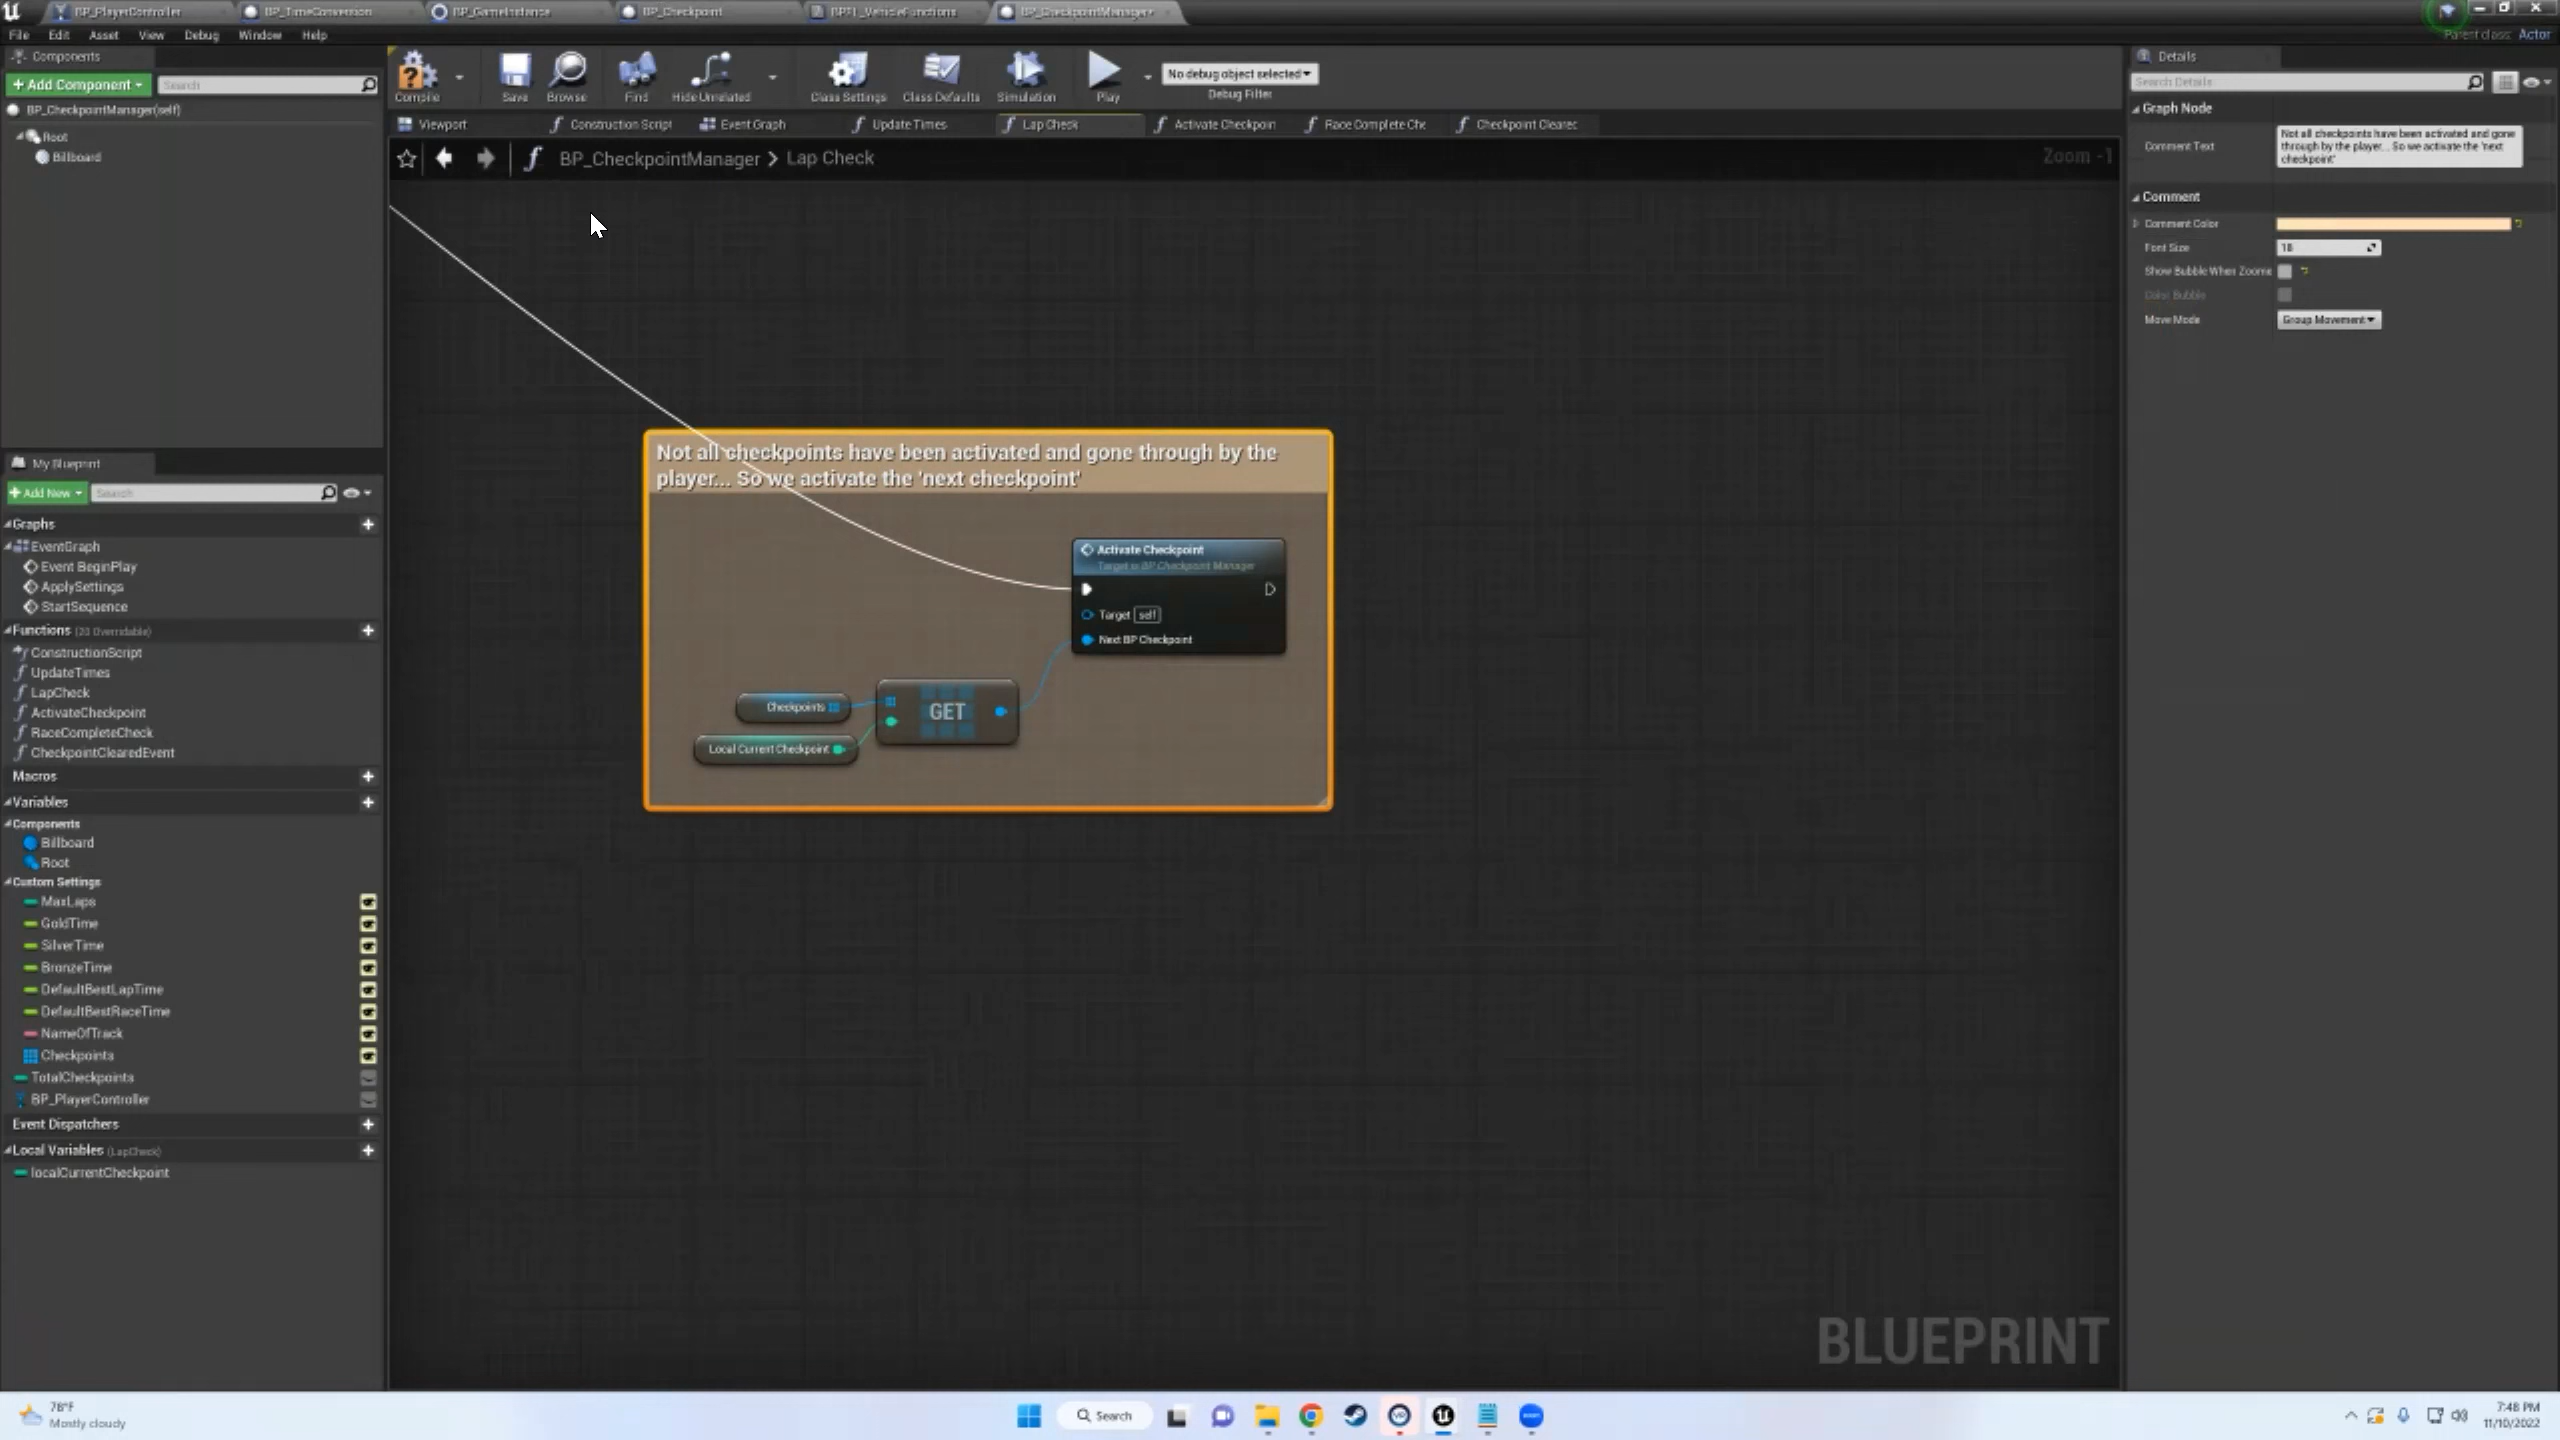 BP_PlayerController
BP_TimeConversion
BP_GameInstance
BP_Checkpoint
BPFL_VehicleFunctions
BP_CheckpointManager*
File Edit Asset View Debug Window Help
Parent class: Actor
Components
+ Add Component
Search
BP_CheckpointManager(self)
Root
Billboard
Compile
Save
Browse
Find
Hide Unrelated
Class Settings
Class Defaults
Simulation
Play
No debug object selected
Debug Filter
Viewport
Construction Script
Event Graph
Update Times
Lap Check
Activate Checkpoin
Race Complete Che
Checkpoint Clearec
BP_CheckpointManager > Lap Check
Zoom -1
Not all checkpoints have been activated and gone through by the
player... So we activate the 'next checkpoint'
Activate Checkpoint
Target is BP Checkpoint Manager
Target self
Next BP Checkpoint
Checkpoints
GET
Local Current Checkpoint
BLUEPRINT
My Blueprint
+ Add New
Search
Graphs
EventGraph
Event BeginPlay
ApplySettings
StartSequence
Functions (20 Overridable)
ConstructionScript
UpdateTimes
LapCheck
ActivateCheckpoint
RaceCompleteCheck
CheckpointClearedEvent
Macros
Variables
Components
Billboard
Root
Custom Settings
MaxLaps
GoldTime
SilverTime
BronzeTime
DefaultBestLapTime
DefaultBestRaceTime
NameOfTrack
Checkpoints
TotalCheckpoints
BP_PlayerController
Event Dispatchers
Local Variables (LapCheck)
localCurrentCheckpoint
Details
Search Details
Graph Node
Comment Text
Not all checkpoints have been activated and gone
through by the player... So we activate the 'next
checkpoint'
Comment
Comment Color
Font Size
18
Show Bubble When Zoome
Color Bubble
Move Mode
Group Movement
78°F
Mostly cloudy
Search
7:48 PM
11/10/2022